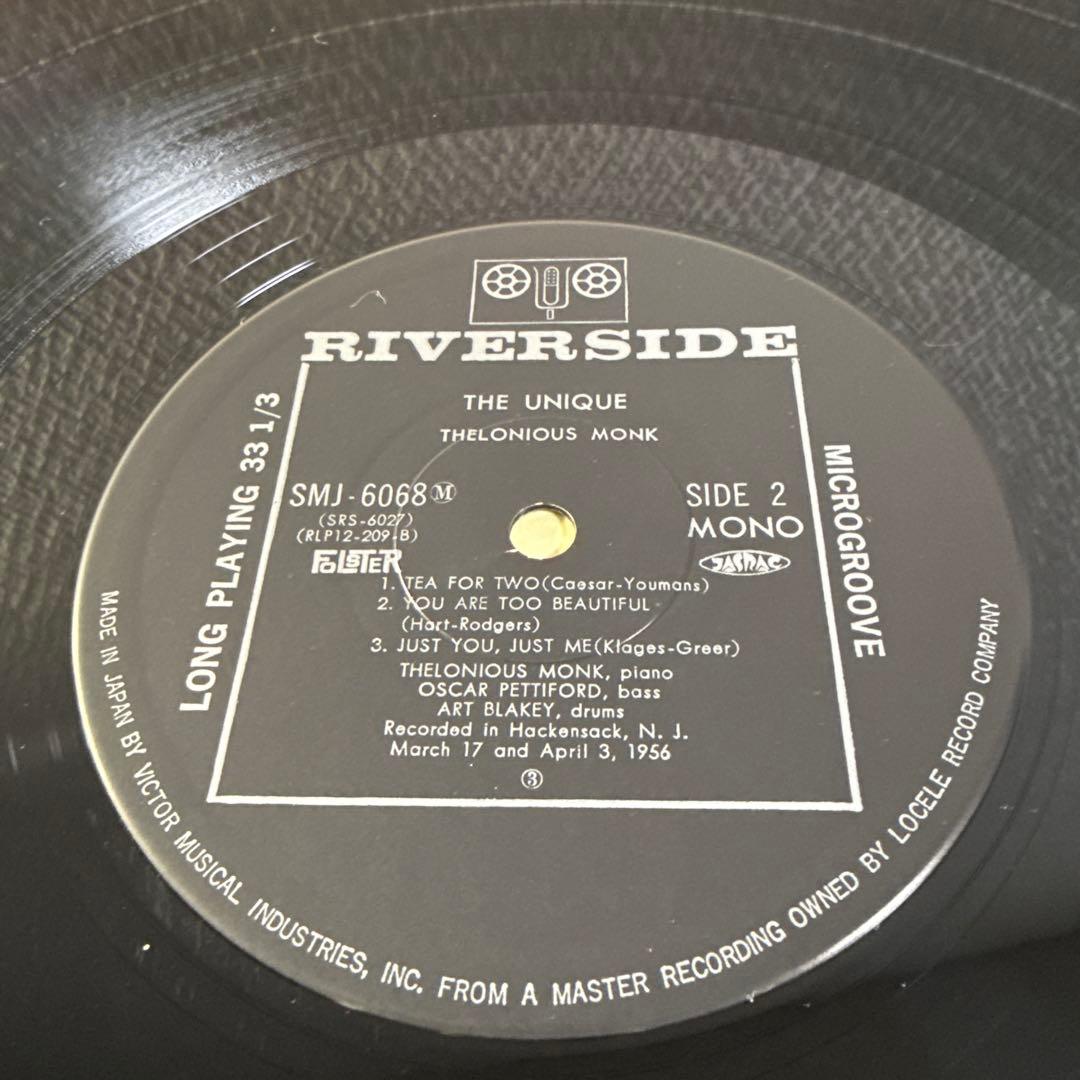 RIVERSIDE
THE UNIQUE
THELONIOUS MONK
SMJ-6068 Ⓜ
(SRS-6027)
(RLP12-209-B)
FOLSTER
SIDE 2
MONO
JASRAC
1. TEA FOR TWO(Caesar-Youmans)
2. YOU ARE TOO BEAUTIFUL
(Hart-Rodgers)
3. JUST YOU, JUST ME(Klages-Greer)
THELONIOUS MONK, piano
OSCAR PETTIFORD, bass
ART BLAKEY, drums
Recorded in Hackensack, N. J.
March 17 and April 3, 1956
③
LONG PLAYING 33 1/3
MICROGROOVE
MADE IN JAPAN BY VICTOR MUSICAL INDUSTRIES, INC. FROM A MASTER RECORDING OWNED BY LOCELE RECORD COMPANY